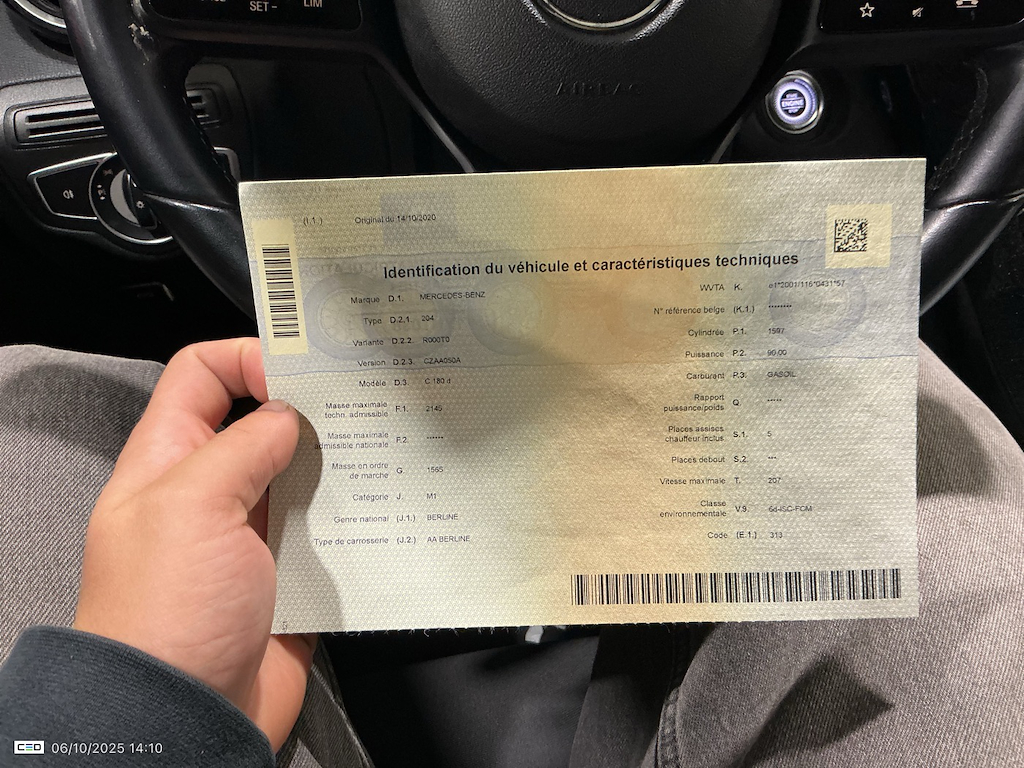 SET -
LIM
AIRBAG
ENGINE
(I.1.) Original du 14/10/2020
Identification du véhicule et caractéristiques techniques
Marque D.1. MERCEDES-BENZ
Type D.2.1. 204
Variante D.2.2. R000T0
Version D.2.3. CZAA050A
Modèle D.3. C 180 d
Masse maximale
techn. admissible F.1. 2145
Masse maximale
admissible nationale F.2. ******
Masse en ordre
de marche G. 1565
Catégorie J. M1
Genre national (J.1.) BERLINE
Type de carrosserie (J.2.) AA BERLINE
WVTA K. e1*2001/116*0431*57
N° référence belge (K.1.) ********
Cylindrée P.1. 1597
Puissance P.2. 90.00
Carburant P.3. GASOIL
Rapport
puissance/poids Q. *****
Places assises
chauffeur inclus S.1. 5
Places debout S.2. ***
Vitesse maximale T. 207
Classe
environnementale V.9. 6d-ISC-FCM
Code (E.1.) 313
CEO 06/10/2025 14:10